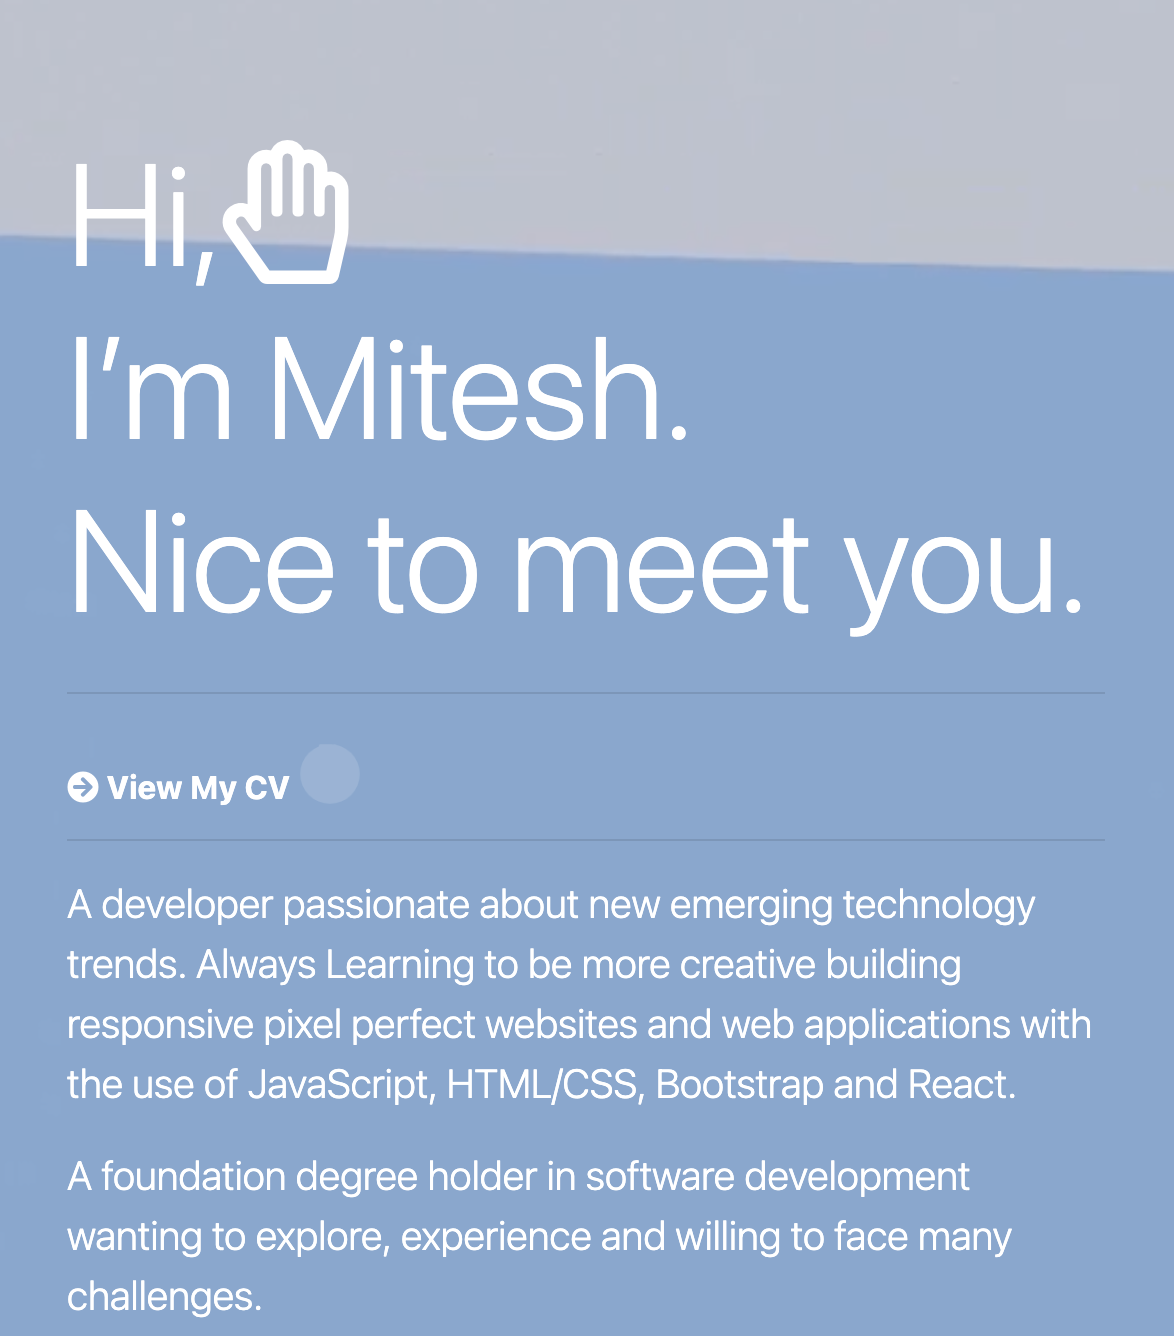 Hi,
I’m Mitesh.
Nice to meet you.
View My CV
A developer passionate about new emerging technology
trends. Always Learning to be more creative building
responsive pixel perfect websites and web applications with
the use of JavaScript, HTML/CSS, Bootstrap and React.
A foundation degree holder in software development
wanting to explore, experience and willing to face many
challenges.